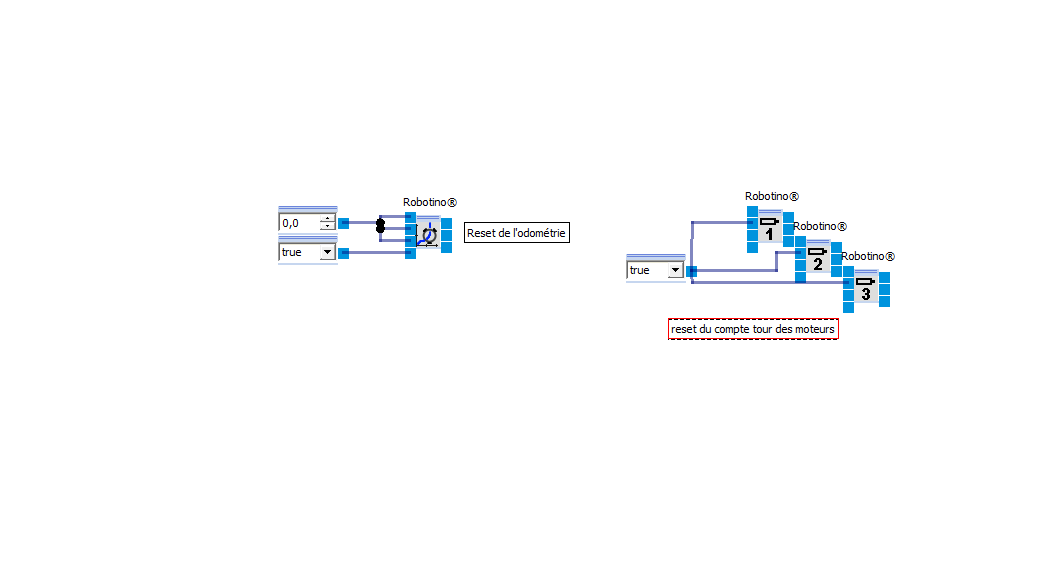 Robotino®
0,0
true
Reset de l'odométrie
Robotino®
1
Robotino®
2
Robotino®
3
true
reset du compte tour des moteurs